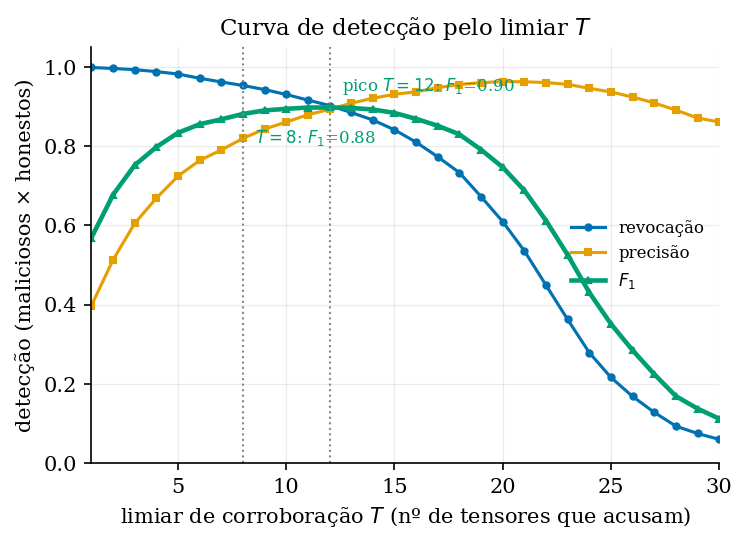 Curva de detecção pelo limiar T
detecção (maliciosos × honestos)
1.0
0.8
0.6
0.4
0.2
0.0
pico T = 12: F₁=0.90
T = 8: F₁=0.88
revocação
precisão
F₁
5 10 15 20 25 30
limiar de corroboração T (nº de tensores que acusam)